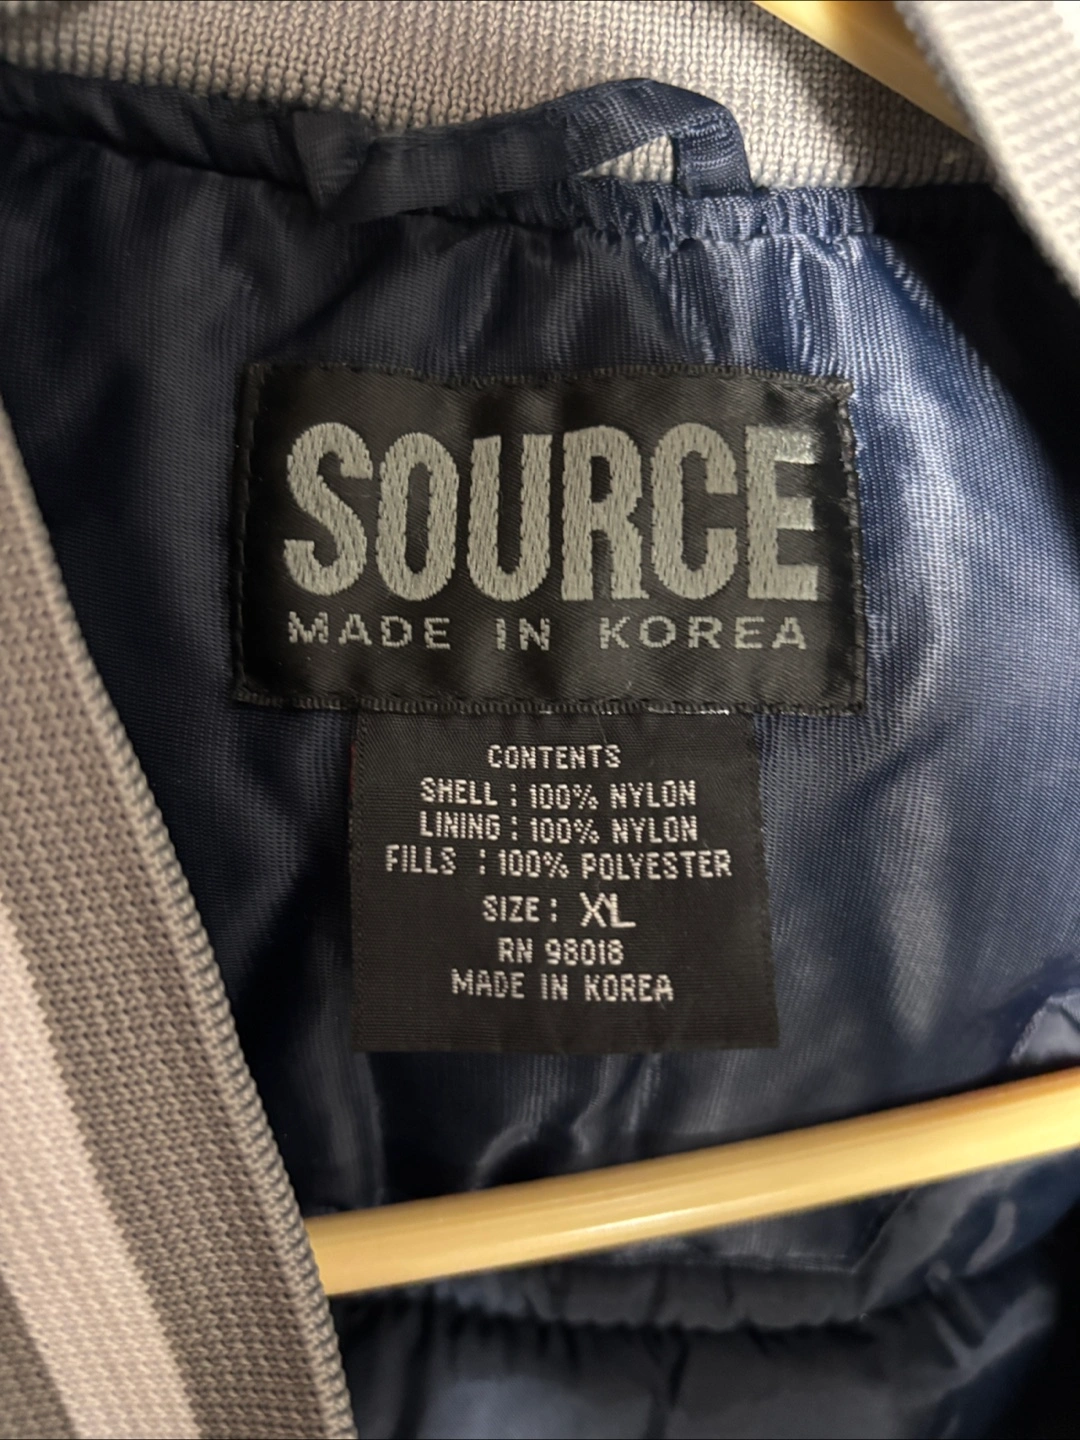 SOURCE
MADE IN KOREA
CONTENTS
SHELL : 100% NYLON
LINING : 100% NYLON
FILLS : 100% POLYESTER
SIZE : XL
RN 98018
MADE IN KOREA